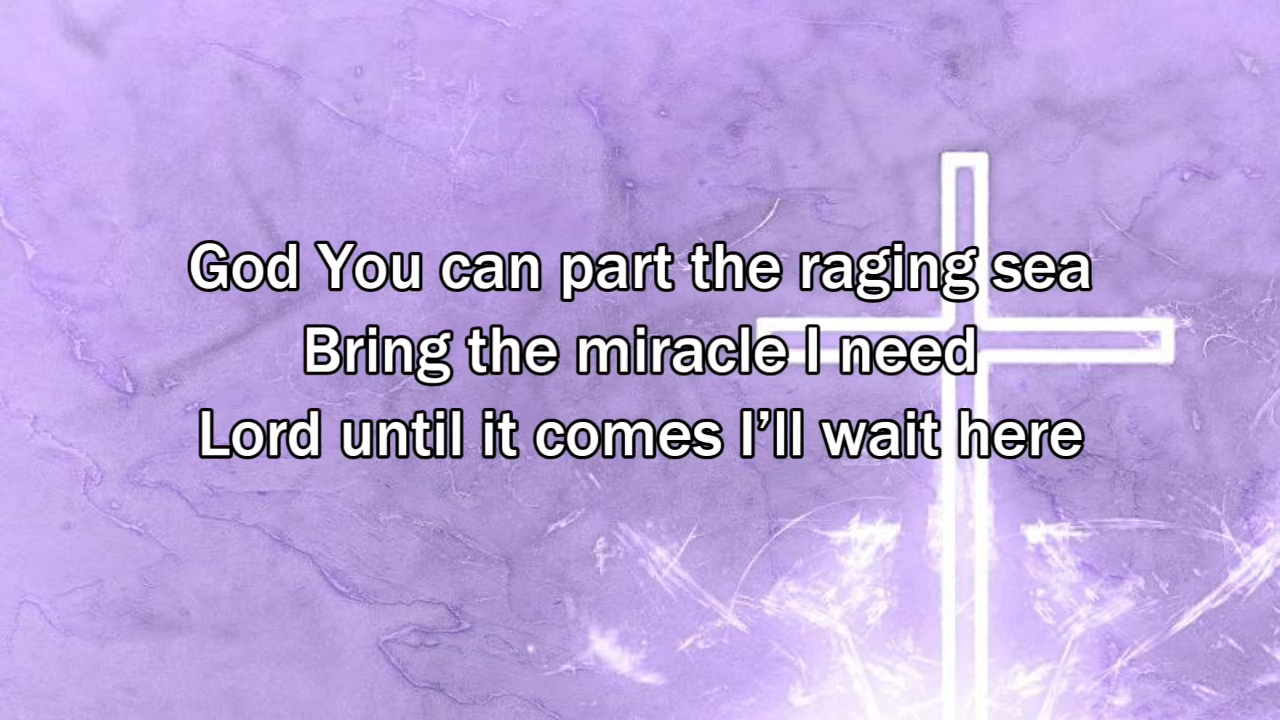 God You can part the raging sea
Bring the miracle I need
Lord until it comes I’ll wait here